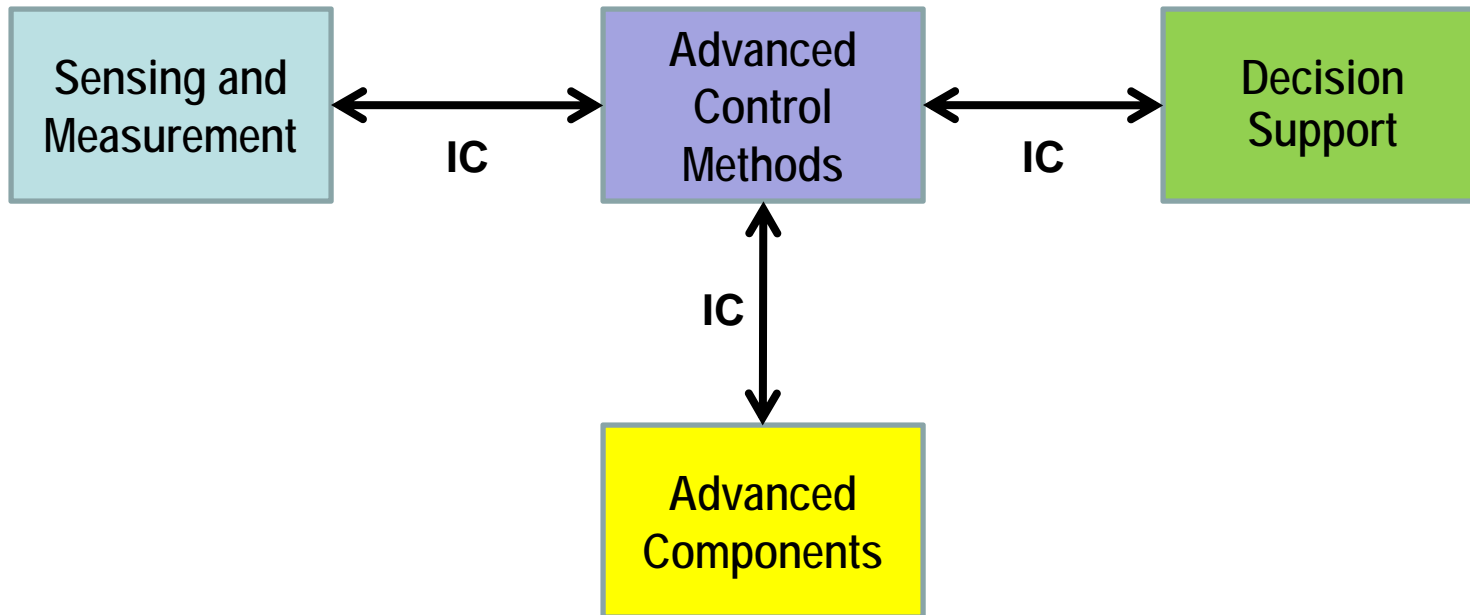 Sensing and
Measurement
IC
Advanced
Control
Methods
IC
Decision
Support
IC
Advanced
Components